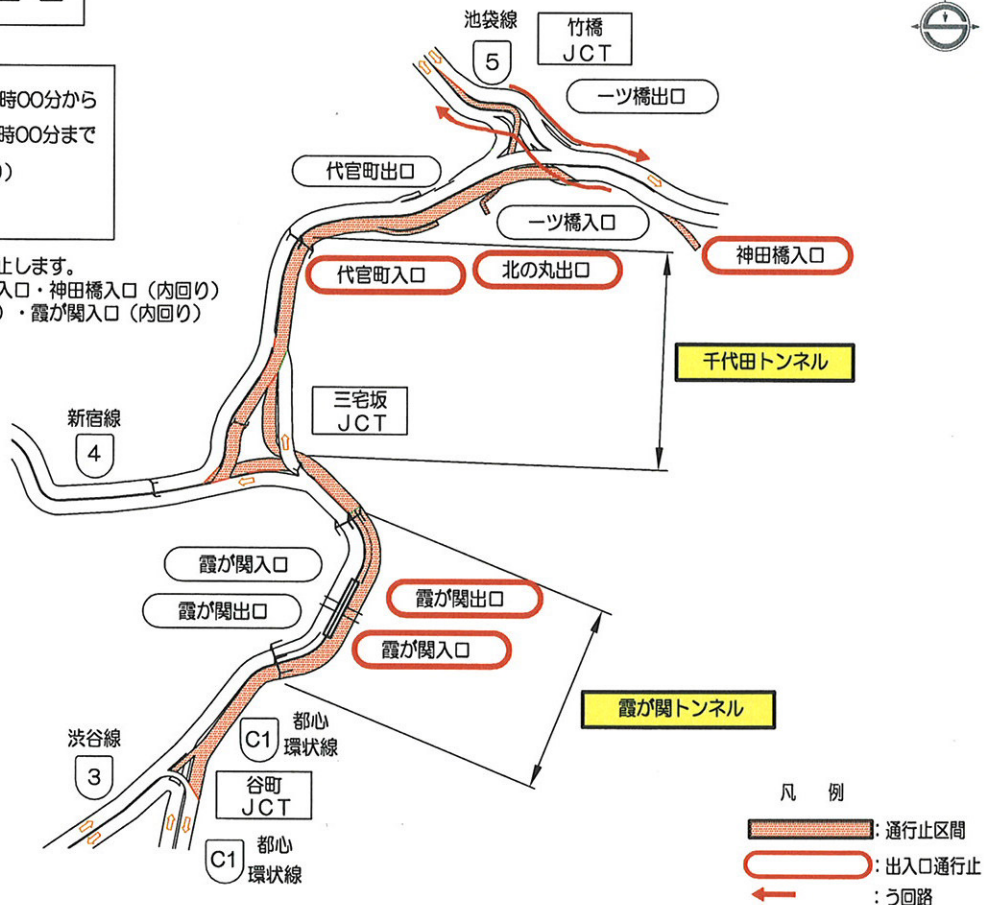 池袋線
5
竹橋
JCT
一ツ橋出口
時00分から
時00分まで
)
代官町出口
一ツ橋入口
神田橋入口
代官町入口
北の丸出口
止します。
入口・神田橋入口（内回り）
）・霞が関入口（内回り）
千代田トンネル
三宅坂
JCT
新宿線
4
霞が関入口
霞が関出口
霞が関出口
霞が関入口
霞が関トンネル
渋谷線
3
C1
都心
環状線
谷町
JCT
C1
都心
環状線
凡　例
：通行止区間
：出入口通行止
：う回路